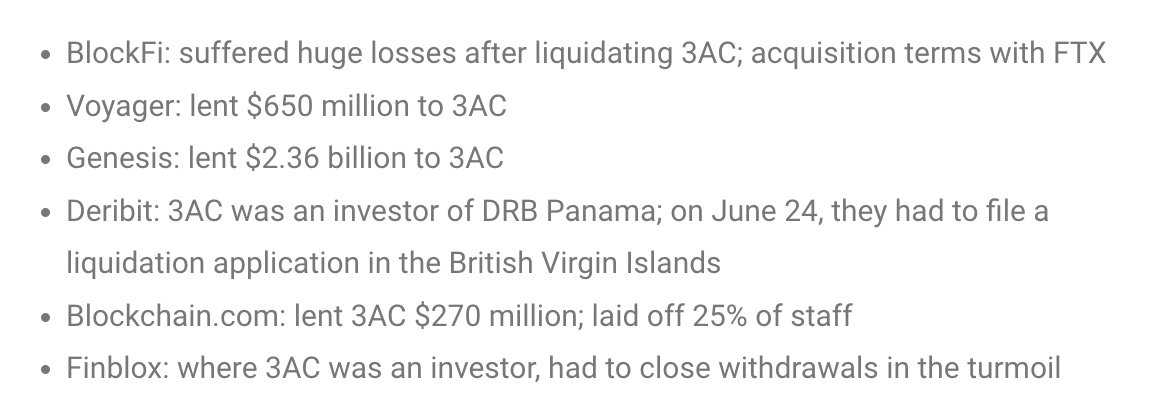 • BlockFi: suffered huge losses after liquidating 3AC; acquisition terms with FTX
• Voyager: lent $650 million to 3AC
• Genesis: lent $2.36 billion to 3AC
• Deribit: 3AC was an investor of DRB Panama; on June 24, they had to file a
liquidation application in the British Virgin Islands
• Blockchain.com: lent 3AC $270 million; laid off 25% of staff
• Finblox: where 3AC was an investor, had to close withdrawals in the turmoil